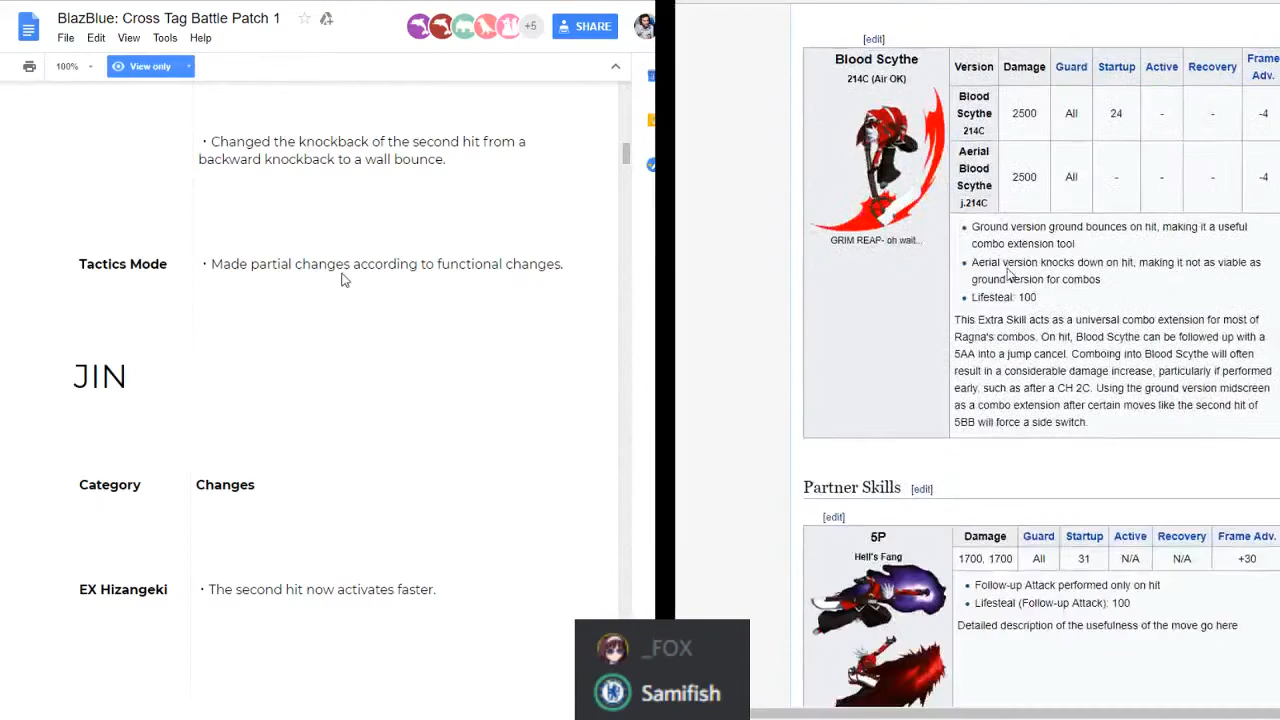 BlazBlue: Cross Tag Battle Patch 1
File Edit View Tools Help
+5
SHARE
100%
View only
・Changed the knockback of the second hit from a
backward knockback to a wall bounce.
Tactics Mode ・Made partial changes according to functional changes.
JIN
Category Changes
EX Hizangeki ・The second hit now activates faster.
_FOX
Samifish
[edit]
Blood Scythe
214C (Air OK)
GRIM REAP- oh wait...
Version Damage Guard Startup Active Recovery Frame
Adv.
Blood
Scythe
214C
2500 All 24 - - -4
Aerial
Blood
Scythe
j.214C
2500 All - - - -4
Ground version ground bounces on hit, making it a useful
combo extension tool
Aerial version knocks down on hit, making it not as viable as
ground version for combos
Lifesteal: 100
This Extra Skill acts as a universal combo extension for most of
Ragna's combos. On hit, Blood Scythe can be followed up with a
5AA into a jump cancel. Comboing into Blood Scythe will often
result in a considerable damage increase, particularly if performed
early, such as after a CH 2C. Using the ground version midscreen
as a combo extension after certain moves like the second hit of
5BB will force a side switch.
Partner Skills [edit]
[edit]
5P
Hell's Fang
Damage Guard Startup Active Recovery Frame Adv.
1700, 1700 All 31 N/A N/A +30
Follow-up Attack performed only on hit
Lifesteal (Follow-up Attack): 100
Detailed description of the usefulness of the move go here